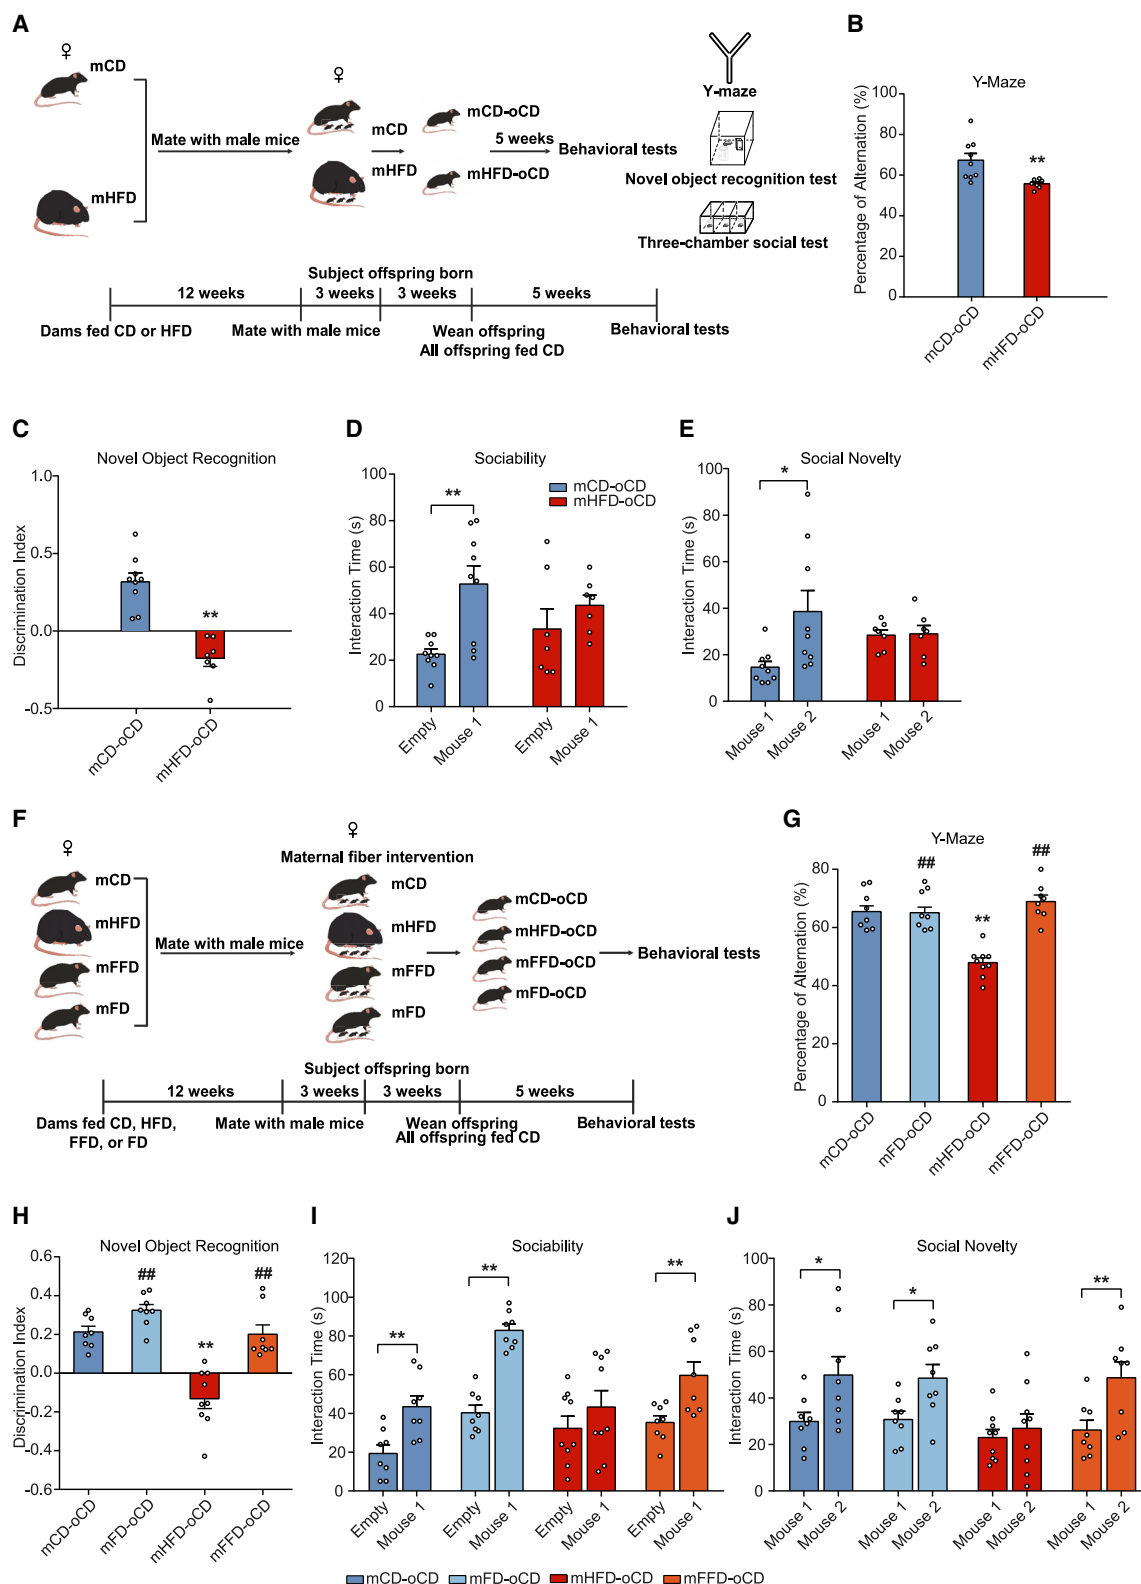 A
♀
mCD
mHFD
Mate with male mice
♀
mCD
mHFD
mCD-oCD
mHFD-oCD
5 weeks
Behavioral tests
Y-maze
Novel object recognition test
Three-chamber social test
Subject offspring born
12 weeks
3 weeks
3 weeks
5 weeks
Dams fed CD or HFD
Mate with male mice
Wean offspring
All offspring fed CD
Behavioral tests
B
Y-Maze
Percentage of Alternation (%)
100
80
60
40
20
0
**
mCD-oCD
mHFD-oCD
C
Novel Object Recognition
Discrimination Index
1.0
0.5
0.0
-0.5
**
mCD-oCD
mHFD-oCD
D
Sociability
Interaction Time (s)
100
80
60
40
20
0
**
mCD-oCD
mHFD-oCD
Empty
Mouse 1
Empty
Mouse 1
E
Social Novelty
Interaction Time (s)
100
80
60
40
20
0
*
Mouse 1
Mouse 2
Mouse 1
Mouse 2
F
♀
mCD
mHFD
mFFD
mFD
Mate with male mice
♀
Maternal fiber intervention
mCD
mHFD
mFFD
mFD
mCD-oCD
mHFD-oCD
mFFD-oCD
mFD-oCD
Behavioral tests
Subject offspring born
12 weeks
3 weeks
3 weeks
5 weeks
Dams fed CD, HFD,
FFD, or FD
Mate with male mice
Wean offspring
All offspring fed CD
Behavioral tests
G
Y-Maze
Percentage of Alternation (%)
80
60
40
20
0
##
**
##
mCD-oCD
mFD-oCD
mHFD-oCD
mFFD-oCD
H
Novel Object Recognition
Discrimination Index
0.6
0.4
0.2
0.0
-0.2
-0.4
-0.6
##
**
##
mCD-oCD
mFD-oCD
mHFD-oCD
mFFD-oCD
I
Sociability
Interaction Time (s)
120
100
80
60
40
20
0
**
**
**
Empty
Mouse 1
Empty
Mouse 1
Empty
Mouse 1
Empty
Mouse 1
J
Social Novelty
Interaction Time (s)
100
80
60
40
20
0
*
*
**
Mouse 1
Mouse 2
Mouse 1
Mouse 2
Mouse 1
Mouse 2
Mouse 1
Mouse 2
mCD-oCD
mFD-oCD
mHFD-oCD
mFFD-oCD